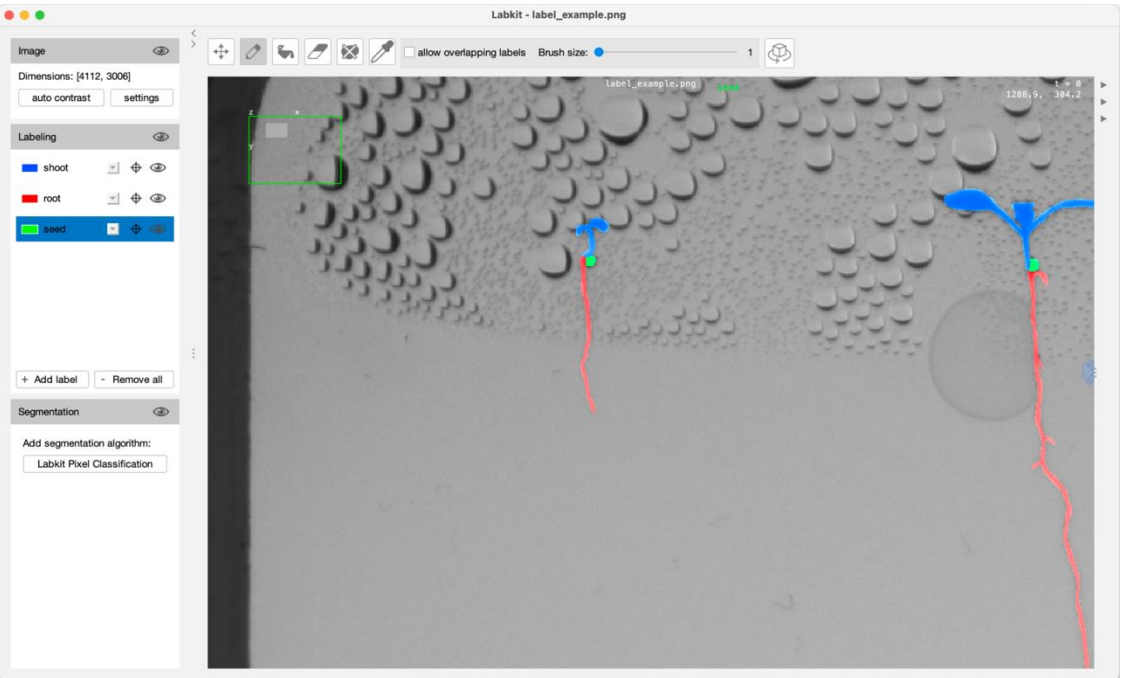 Labkit - label_example.png
Image
Dimensions: [4112, 3006]
auto contrast settings
Labeling
shoot
root
seed
+ Add label - Remove all
Segmentation
Add segmentation algorithm:
Labkit Pixel Classification
allow overlapping labels Brush size: 1
label_example.png
t = 0
1288.9, 304.2
z x
y